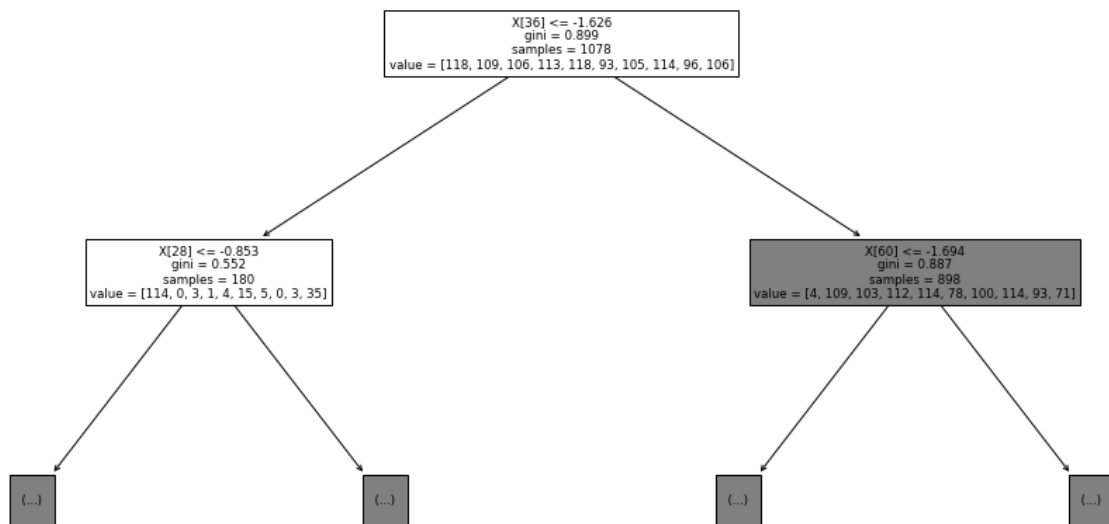 X[36] <= -1.626
gini = 0.899
samples = 1078
value = [118, 109, 106, 113, 118, 93, 105, 114, 96, 106]
X[28] <= -0.853
gini = 0.552
samples = 180
value = [114, 0, 3, 1, 4, 15, 5, 0, 3, 35]
X[60] <= -1.694
gini = 0.887
samples = 898
value = [4, 109, 103, 112, 114, 78, 100, 114, 93, 71]
(...)
(...)
(...)
(...)